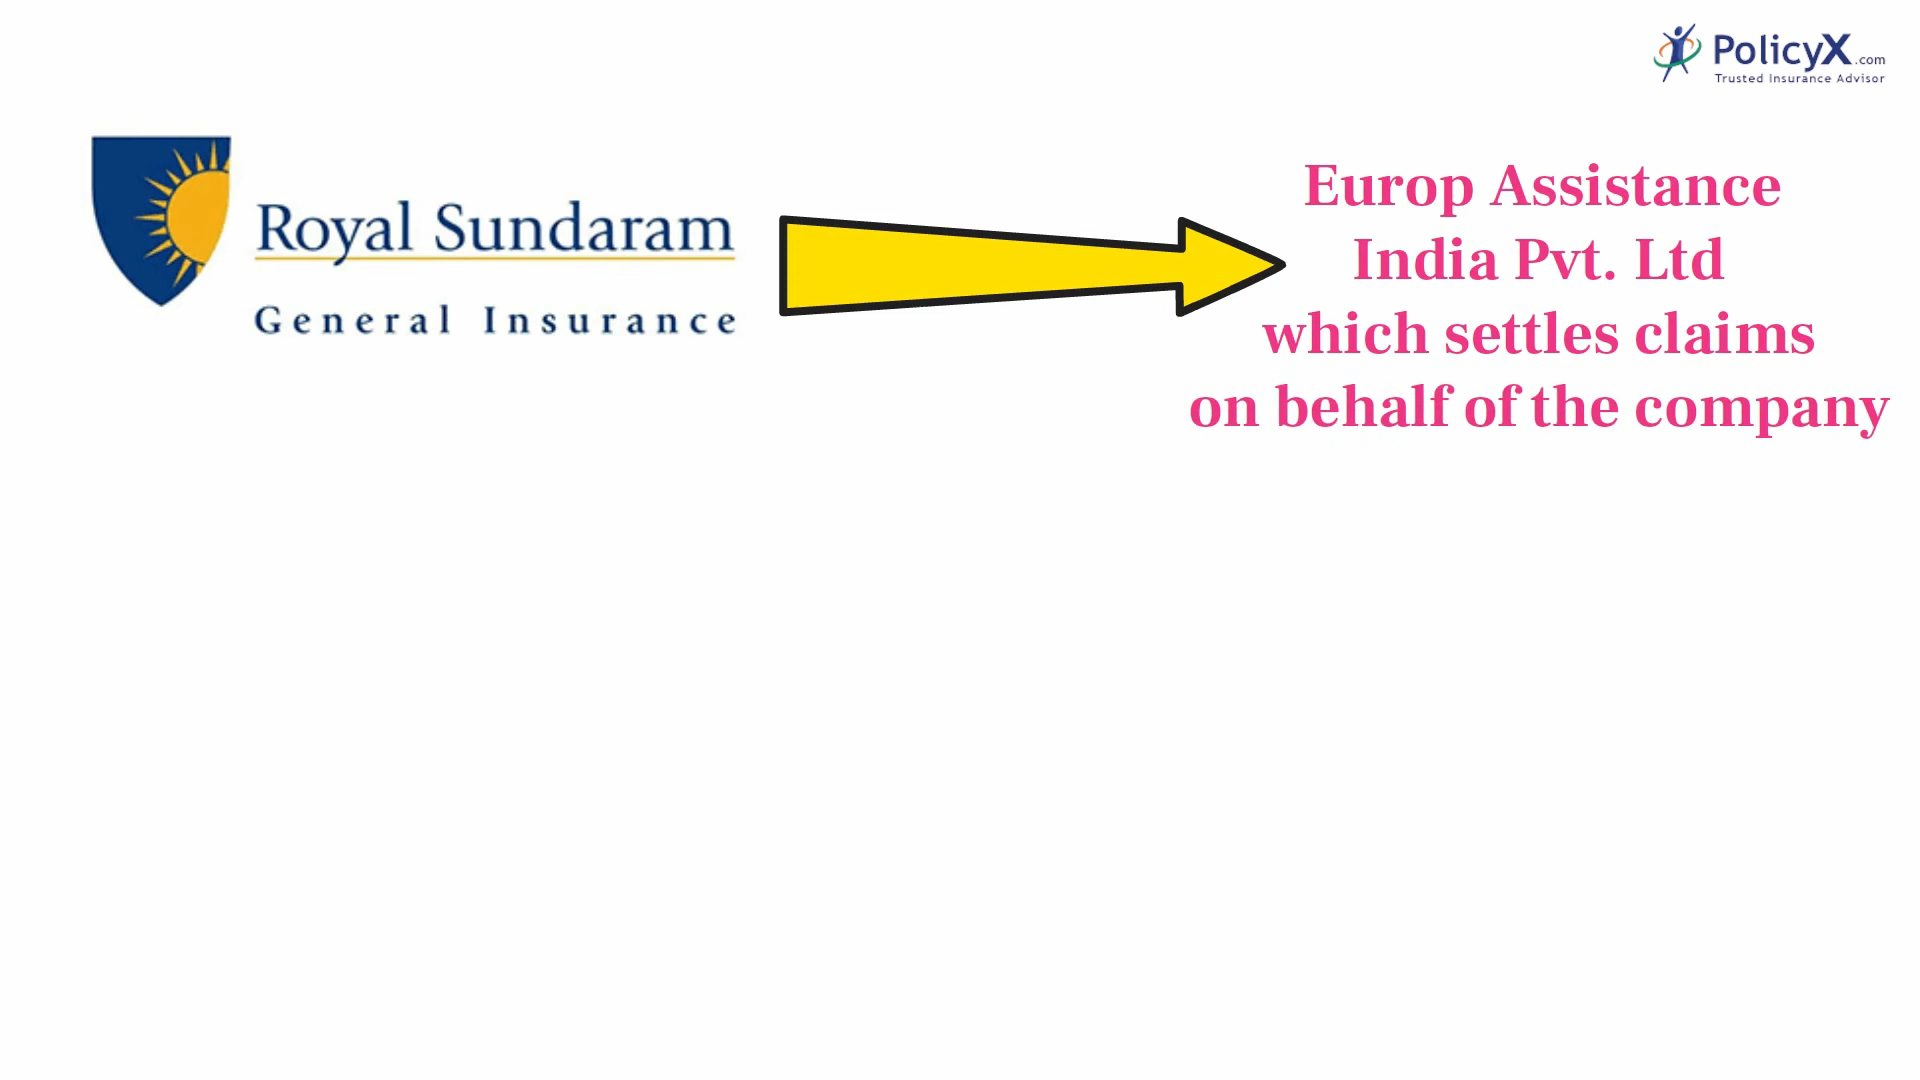 PolicyX.com
Trusted Insurance Advisor
Royal Sundaram
General Insurance
Europ Assistance
India Pvt. Ltd
which settles claims
on behalf of the company